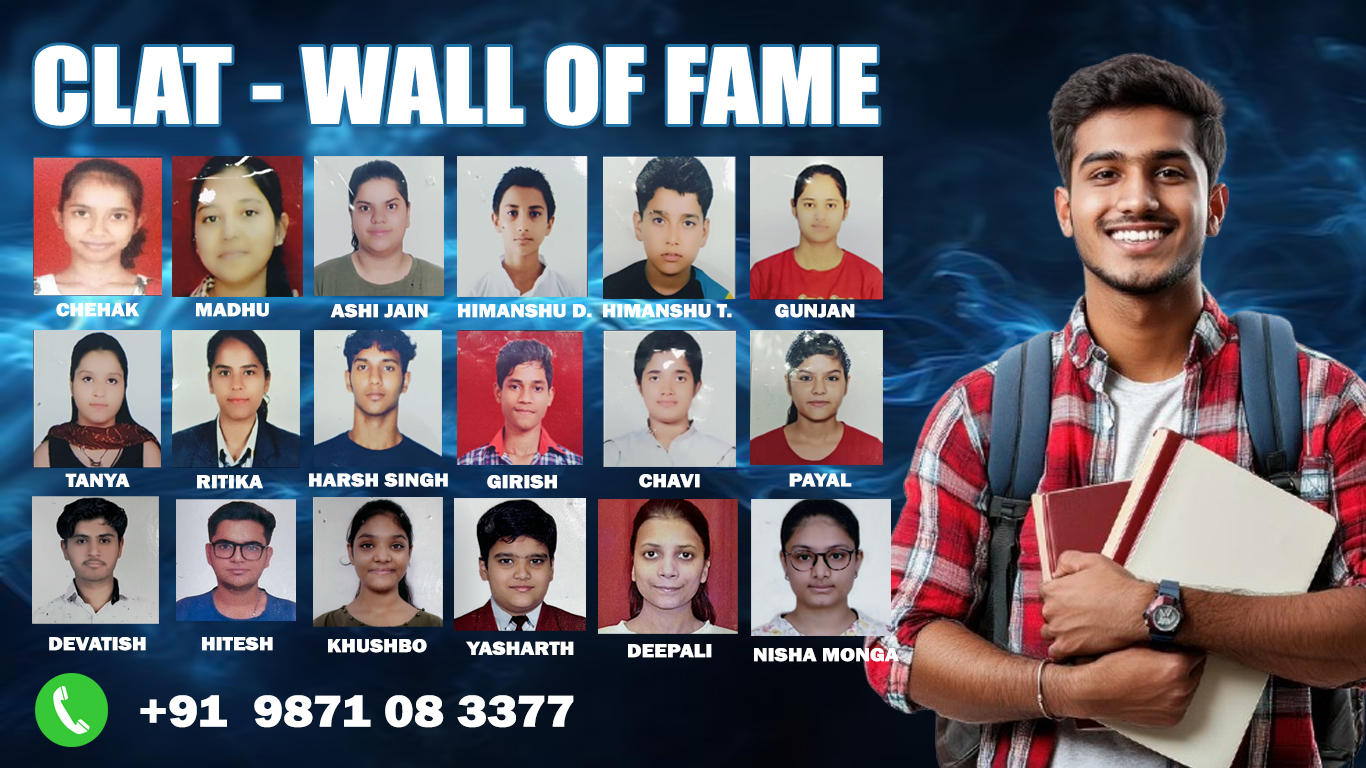 CLAT - WALL OF FAME
CHEHAK MADHU ASHI JAIN HIMANSHU D. HIMANSHU T. GUNJAN
TANYA RITIKA HARSH SINGH GIRISH CHAVI PAYAL
DEVATISH HITESH KHUSHBO YASHARTH DEEPALI NISHA MONGA
+91 9871 08 3377